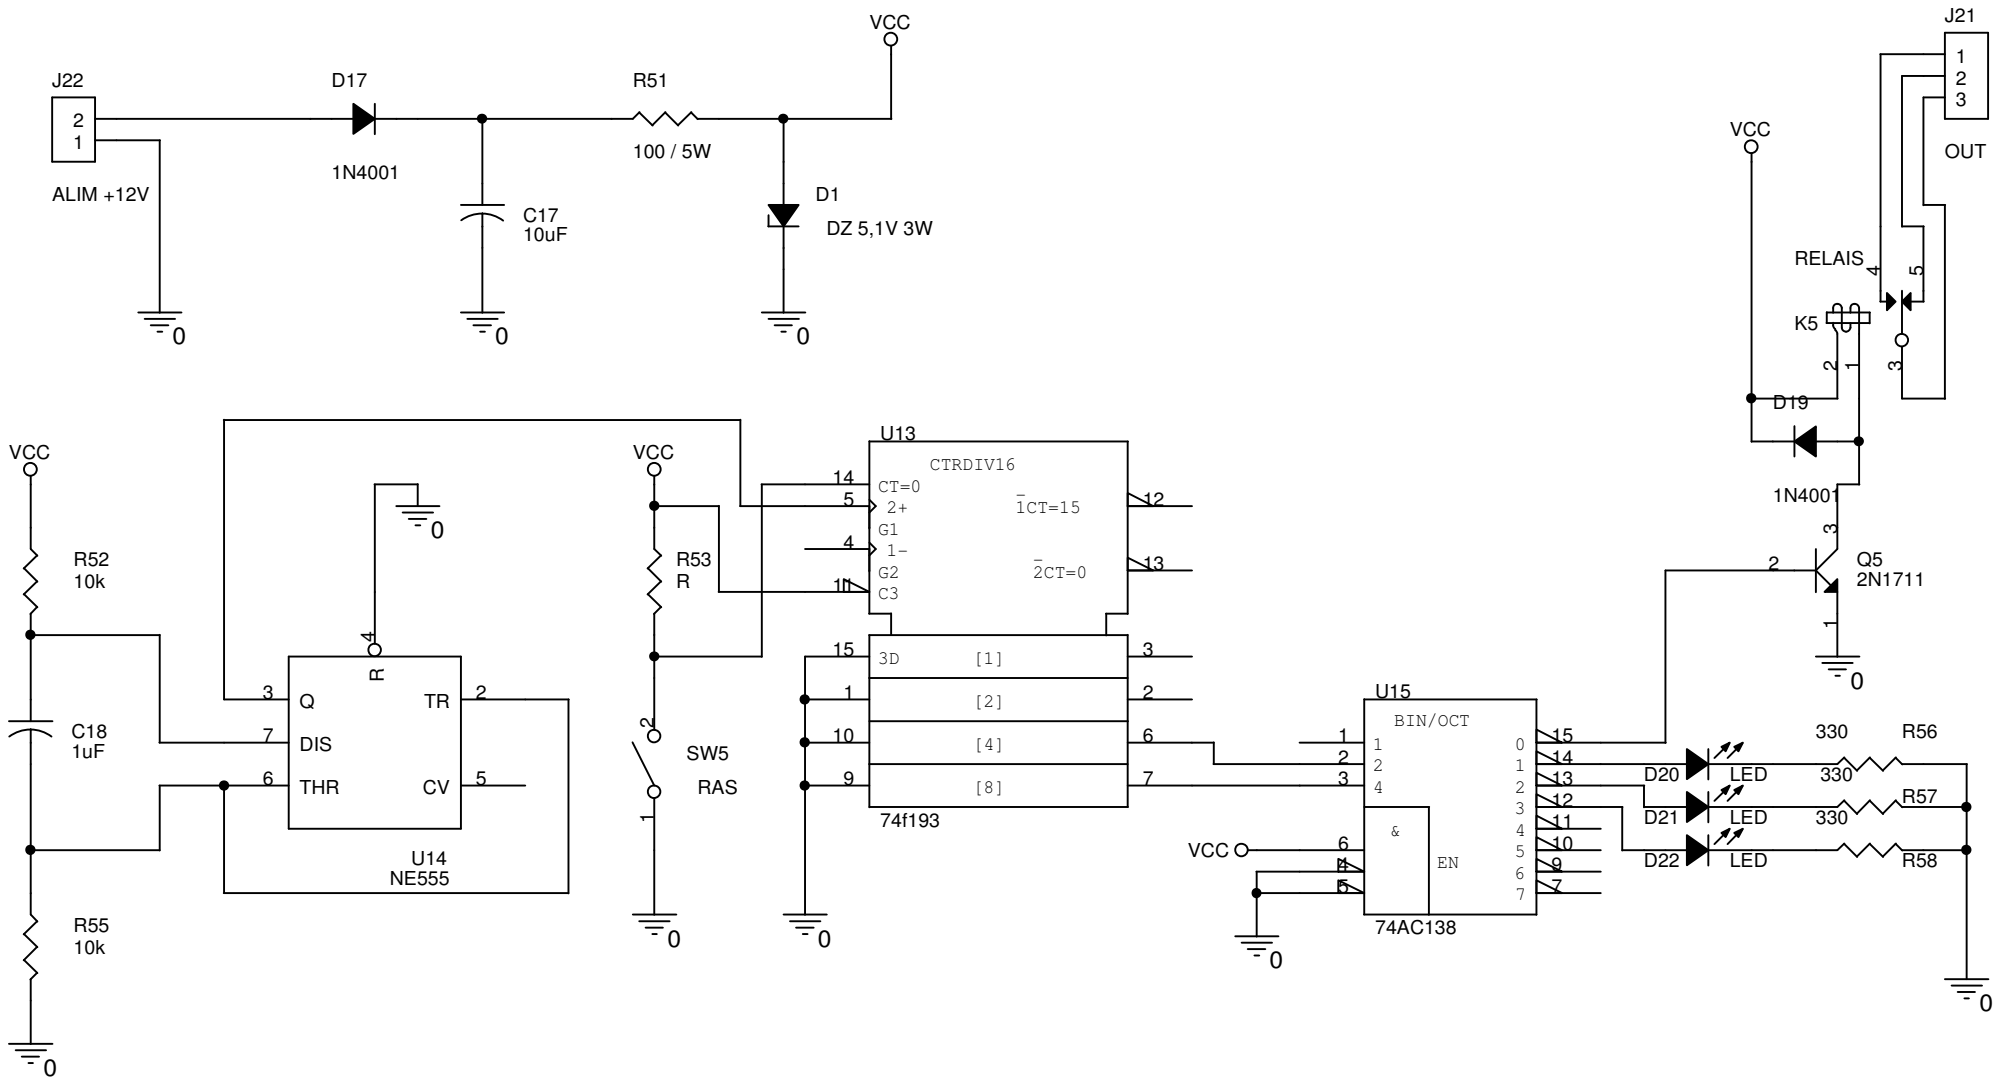 VCC
J21
J22
D17
R51
1
2
3
2
1
100 / 5W
VCC
OUT
1N4001
ALIM +12V
D1
C17
10uF
DZ 5,1V 3W
RELAIS
4
5
K5
0
0
0
2
1
3
D19
U13
VCC
VCC
CTRDIV16
14
CT=0
5
2+
1CT=15
12
1N4001
0
G1
4
1-
3
R52
10k
R53
R
G2
2CT=0
13
2
Q5
2N1711
11
C3
1
4
R
15
3D
[1]
3
0
3
Q
TR
2
1
[2]
2
U15
BIN/OCT
2
C18
1uF
7
DIS
SW5
10
[4]
6
1
1
0
15
330
R56
2
2
1
14
D20
LED
330
6
THR
CV
5
RAS
9
[8]
7
3
4
2
13
R57
1
74f193
3
12
D21
LED
330
&
4
11
U14
NE555
VCC
6
EN
5
10
D22
LED
R58
4
6
9
5
7
7
R55
10k
74AC138
0
0
0
0
0